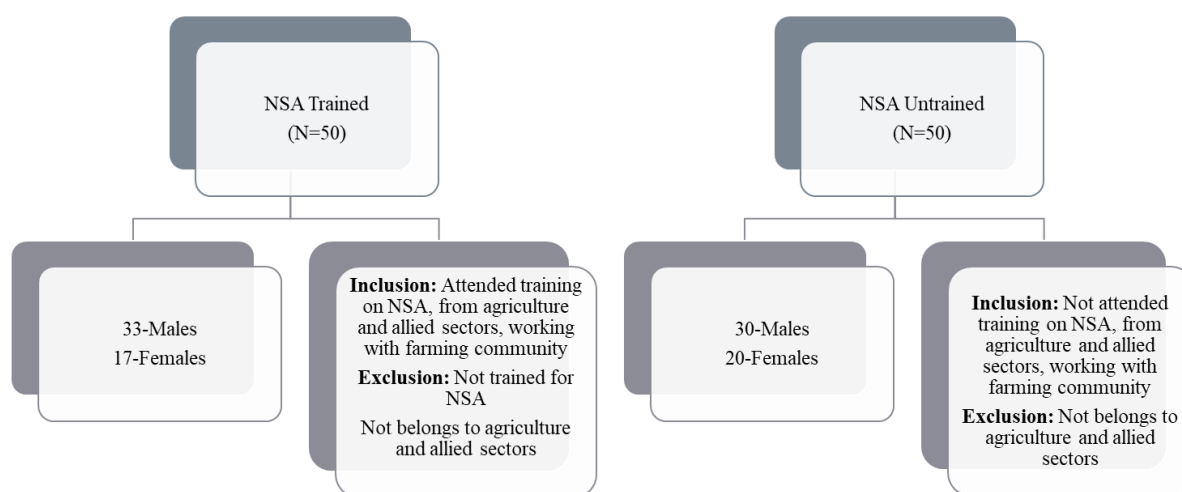 NSA Trained
(N=50)
33-Males
17-Females
Inclusion: Attended training
on NSA, from agriculture
and allied sectors, working
with farming community
Exclusion: Not trained for
NSA
Not belongs to agriculture
and allied sectors
NSA Untrained
(N=50)
30-Males
20-Females
Inclusion: Not attended
training on NSA, from
agriculture and allied
sectors, working with
farming community
Exclusion: Not belongs to
agriculture and allied
sectors